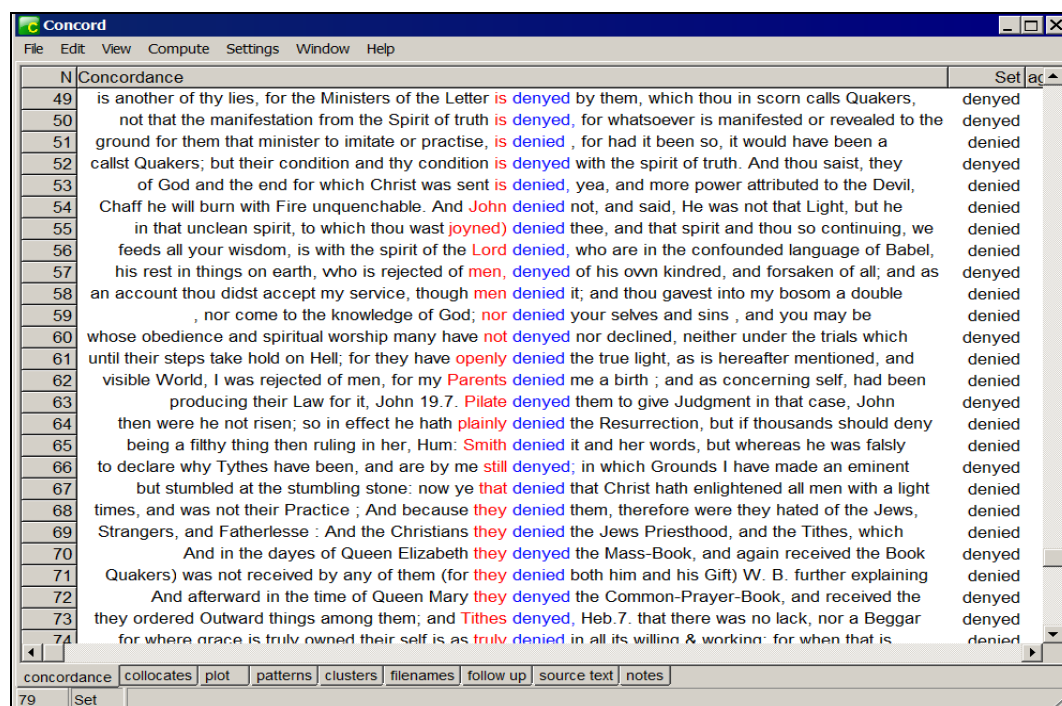 Concord
File Edit View Compute Settings Window Help
N Concordance Set
49 is another of thy lies, for the Ministers of the Letter is denyed by them, which thou in scorn calls Quakers, denyed
50 not that the manifestation from the Spirit of truth is denyed, for whatsoever is manifested or revealed to the denyed
51 ground for them that minister to imitate or practise, is denied , for had it been so, it would have been a denied
52 callst Quakers; but their condition and thy condition is denyed with the spirit of truth. And thou saist, they denyed
53 of God and the end for which Christ was sent is denied, yea, and more power attributed to the Devil, denied
54 Chaff he will burn with Fire unquenchable. And John denied not, and said, He was not that Light, but he denied
55 in that unclean spirit, to which thou wast joyned) denied thee, and that spirit and thou so continuing, we denied
56 feeds all your wisdom, is with the spirit of the Lord denied, who are in the confounded language of Babel, denied
57 his rest in things on earth, vvho is rejected of men, denyed of his ovvn kindred, and forsaken of all; and as denyed
58 an account thou didst accept my service, though men denied it; and thou gavest into my bosom a double denied
59 , nor come to the knowledge of God; nor denied your selves and sins , and you may be denied
60 whose obedience and spiritual worship many have not denyed nor declined, neither under the trials which denyed
61 until their steps take hold on Hell; for they have openly denied the true light, as is hereafter mentioned, and denied
62 visible World, I was rejected of men, for my Parents denied me a birth ; and as concerning self, had been denied
63 producing their Law for it, John 19.7. Pilate denyed them to give Judgment in that case, John denyed
64 then were he not risen; so in effect he hath plainly denied the Resurrection, but if thousands should deny denied
65 being a filthy thing then ruling in her, Hum: Smith denied it and her words, but whereas he was falsly denied
66 to declare why Tythes have been, and are by me still denyed; in which Grounds I have made an eminent denyed
67 but stumbled at the stumbling stone: now ye that denied that Christ hath enlightened all men with a light denied
68 times, and was not their Practice ; And because they denied them, therefore were they hated of the Jews, denied
69 Strangers, and Fatherlesse : And the Christians they denied the Jews Priesthood, and the Tithes, which denied
70 And in the dayes of Queen Elizabeth they denyed the Mass-Book, and again received the Book denyed
71 Quakers) was not received by any of them (for they denied both him and his Gift) W. B. further explaining denied
72 And afterward in the time of Queen Mary they denyed the Common-Prayer-Book, and received the denyed
73 they ordered Outward things among them; and Tithes denyed, Heb.7. that there was no lack, nor a Beggar denyed
74 for where grace is truly owned their self is as truly denied in all its willing & working: for when that is denied
concordance collocates plot patterns clusters filenames follow up source text notes
79 Set